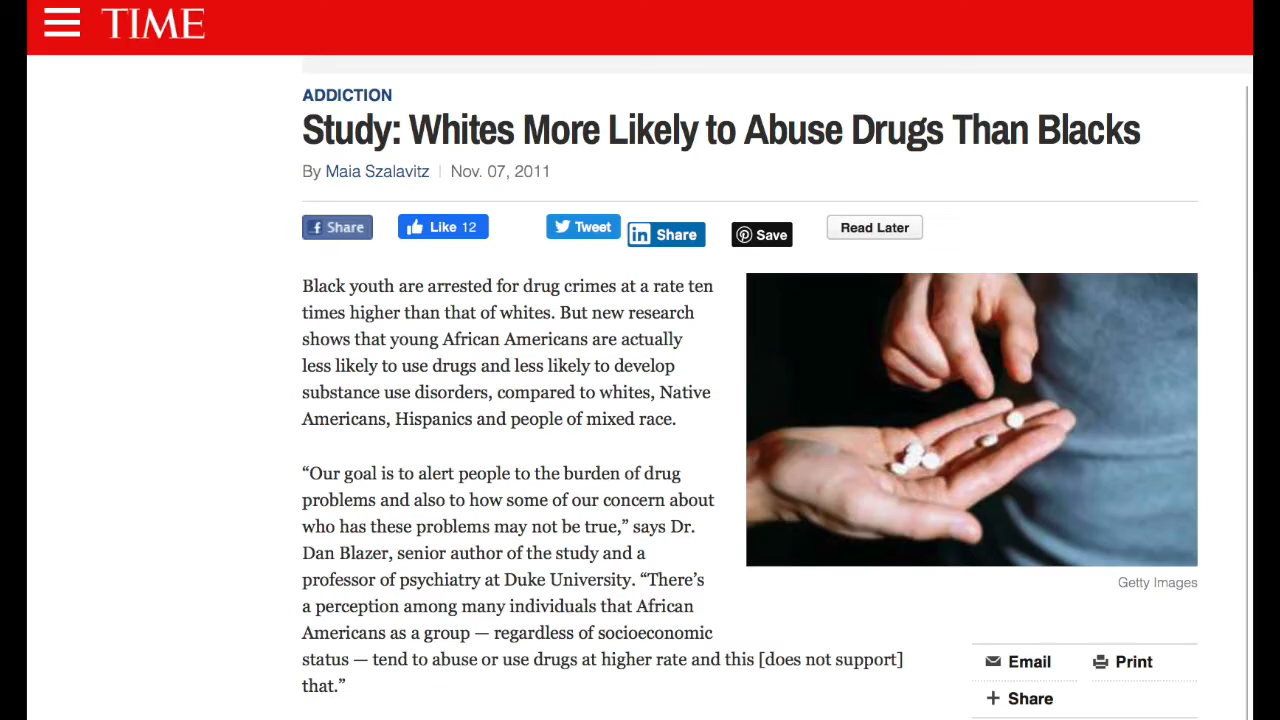 TIME
ADDICTION
Study: Whites More Likely to Abuse Drugs Than Blacks
By Maia Szalavitz | Nov. 07, 2011
Share Like 12 Tweet in Share Save Read Later
Black youth are arrested for drug crimes at a rate ten
times higher than that of whites. But new research
shows that young African Americans are actually
less likely to use drugs and less likely to develop
substance use disorders, compared to whites, Native
Americans, Hispanics and people of mixed race.
“Our goal is to alert people to the burden of drug
problems and also to how some of our concern about
who has these problems may not be true,” says Dr.
Dan Blazer, senior author of the study and a
professor of psychiatry at Duke University. “There’s
a perception among many individuals that African
Americans as a group — regardless of socioeconomic
status — tend to abuse or use drugs at higher rate and this [does not support]
that.”
Getty Images
Email Print
+ Share